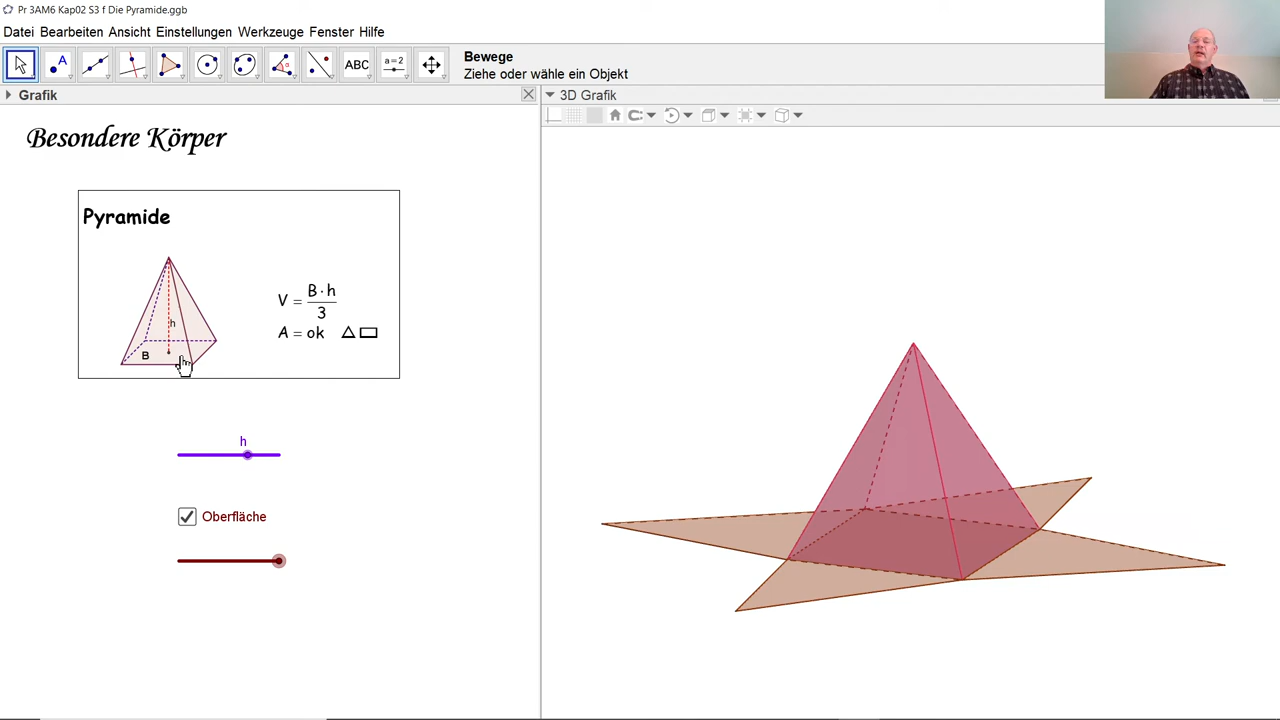 Pr 3AM6 Kap02 S3 f Die Pyramide.ggb
Datei Bearbeiten Ansicht Einstellungen Werkzeuge Fenster Hilfe
A
ABC
a=2
Bewege
Ziehe oder wähle ein Objekt
Grafik
3D Grafik
Besondere Körper
Pyramide
V = B · h / 3
h
A = ok
B
h
Oberfläche